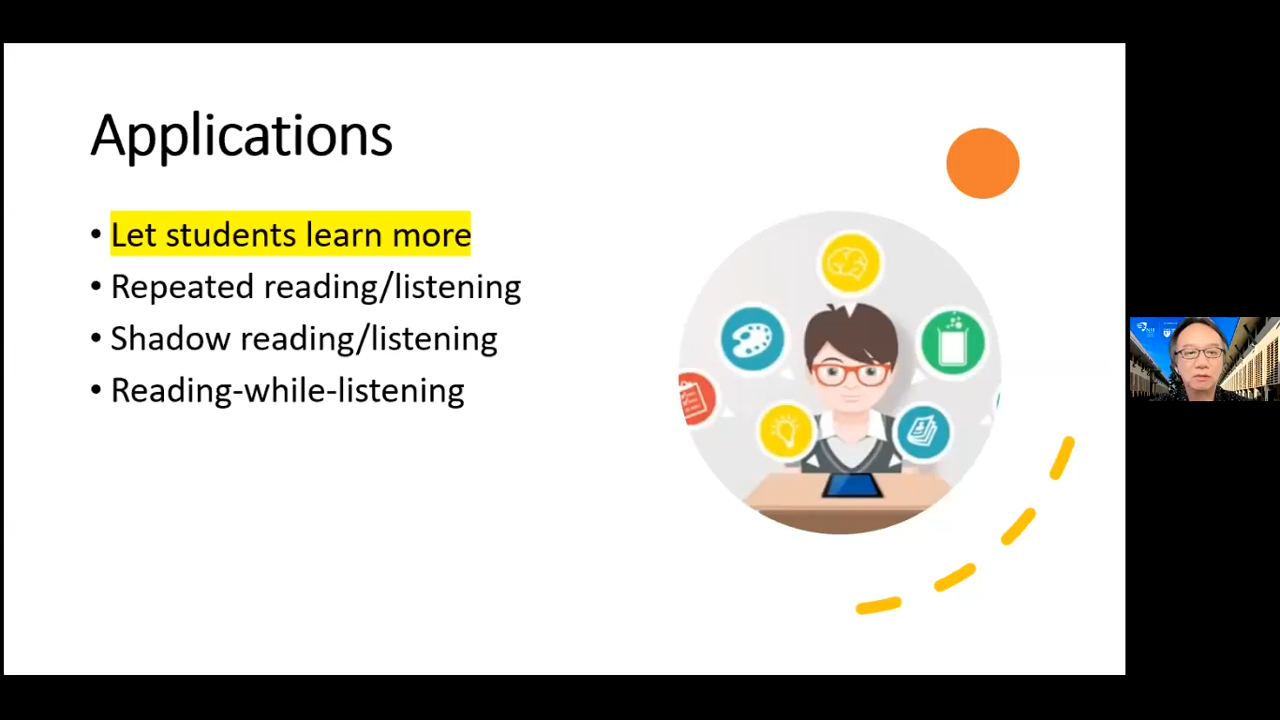 Applications
• Let students learn more
• Repeated reading/listening
• Shadow reading/listening
• Reading-while-listening